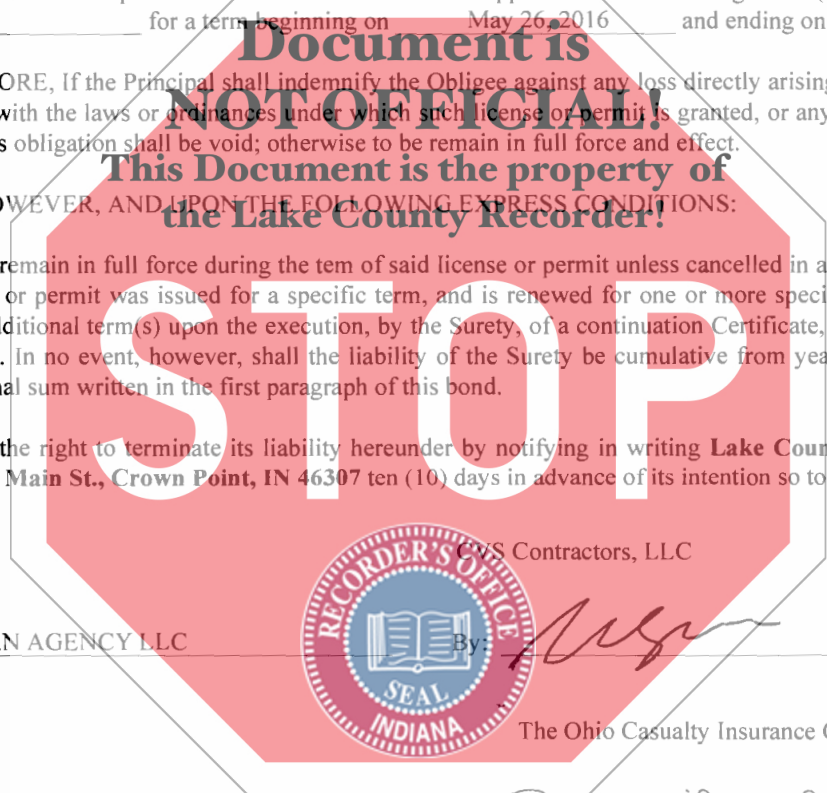 for a term beginning on May 26, 2016 and ending on
Document is
ORE, If the Principal shall indemnify the Obligee against any loss directly arising
with the laws or ordinances under which such license or permit is granted, or any
NOT OFFICIAL!
s obligation shall be void; otherwise to be remain in full force and effect.
This Document is the property of
the Lake County Recorder!
OWEVER, AND UPON THE FOLLOWING EXPRESS CONDITIONS:
remain in full force during the tem of said license or permit unless cancelled in a
or permit was issued for a specific term, and is renewed for one or more speci
ditional term(s) upon the execution, by the Surety, of a continuation Certificate,
. In no event, however, shall the liability of the Surety be cumulative from yea
al sum written in the first paragraph of this bond.
STOP
the right to terminate its liability hereunder by notifying in writing Lake Coun
Main St., Crown Point, IN 46307 ten (10) days in advance of its intention so to
CVS Contractors, LLC
RECORDER'S OFFICE
SEAL
INDIANA
N AGENCY LLC By:
The Ohio Casualty Insurance